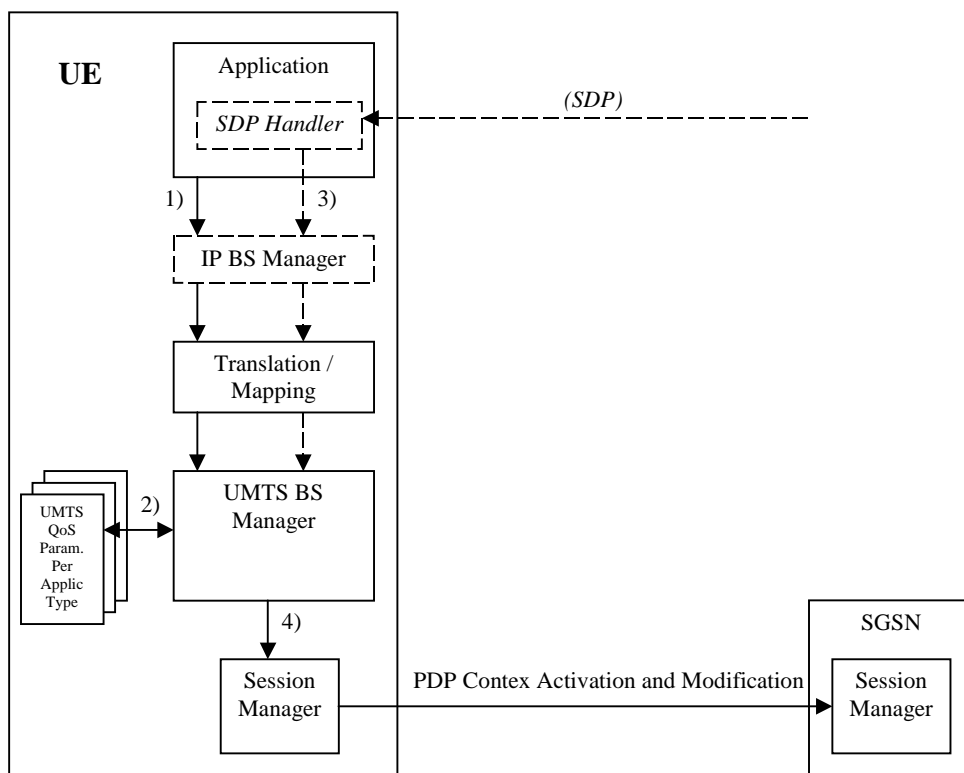 UE
Application
(SDP)
SDP Handler
1)
3)
IP BS Manager
Translation /
Mapping
UMTS BS
Manager
2)
UMTS
QoS
Param.
Per
Applic
Type
4)
SGSN
Session
Manager
PDP Contex Activation and Modification
Session
Manager